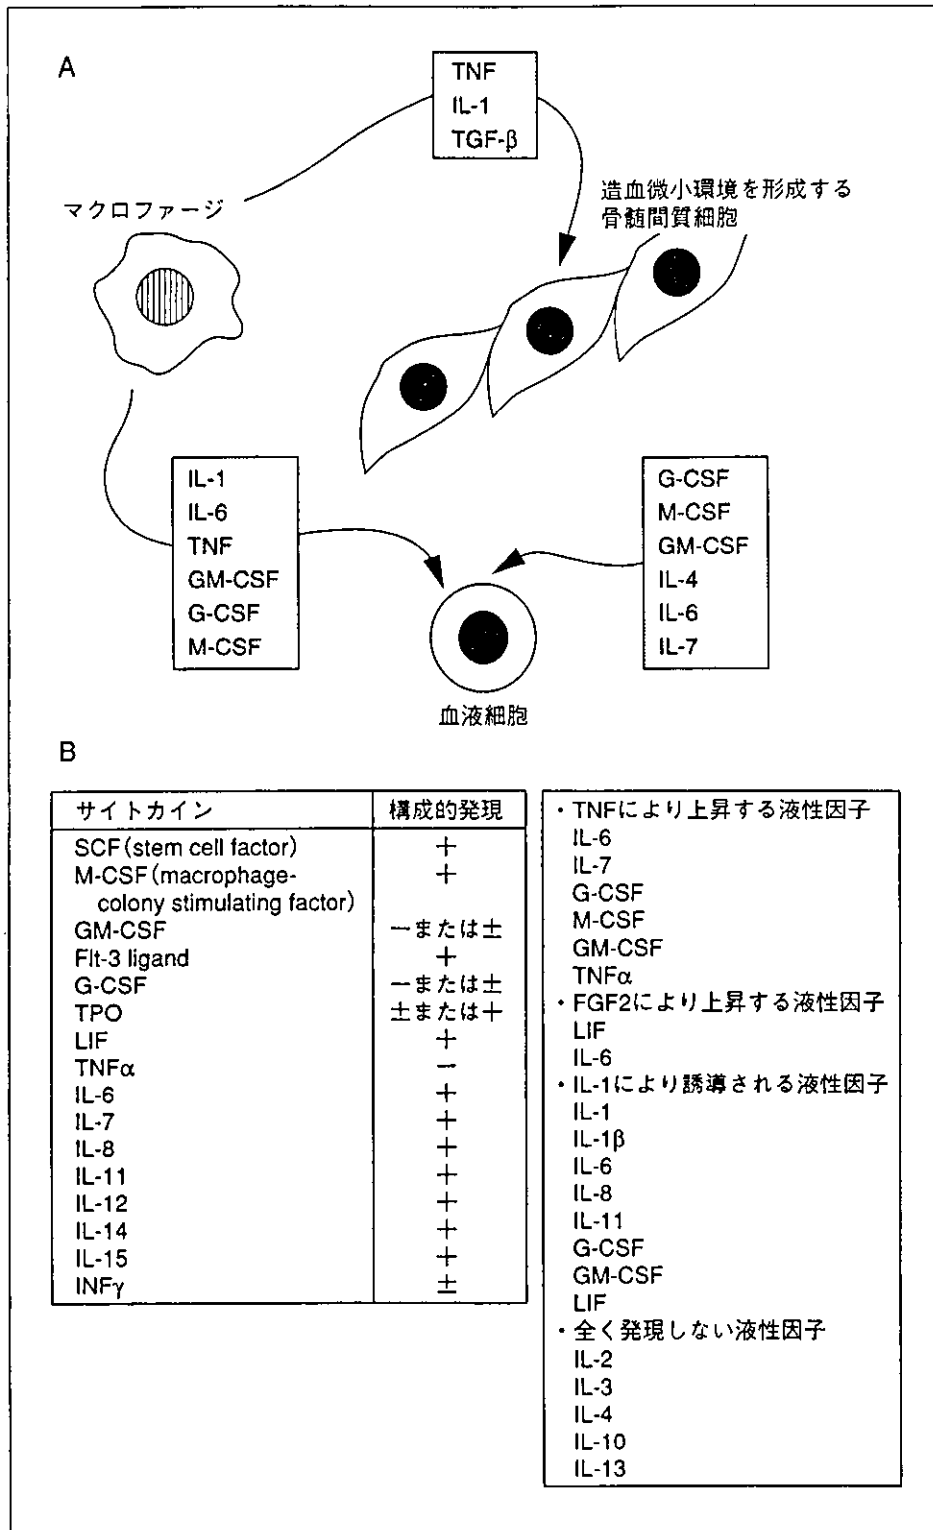 A
TNF
IL-1
TGF-β
造血微小環境を形成する
骨髄間質細胞
マクロファージ
IL-1
IL-6
TNF
GM-CSF
G-CSF
M-CSF
G-CSF
M-CSF
GM-CSF
IL-4
IL-6
IL-7
血液細胞
B
サイトカイン 構成的発現
SCF(stem cell factor) +
M-CSF(macrophage- +
colony stimulating factor)
GM-CSF −または±
Flt-3 ligand +
G-CSF −または±
TPO ±または+
LIF +
TNFα −
IL-6 +
IL-7 +
IL-8 +
IL-11 +
IL-12 +
IL-14 +
IL-15 +
INFγ ±
・TNFにより上昇する液性因子
IL-6
IL-7
G-CSF
M-CSF
GM-CSF
TNFα
・FGF2により上昇する液性因子
LIF
IL-6
・IL-1により誘導される液性因子
IL-1
IL-1β
IL-6
IL-8
IL-11
G-CSF
GM-CSF
LIF
・全く発現しない液性因子
IL-2
IL-3
IL-4
IL-10
IL-13